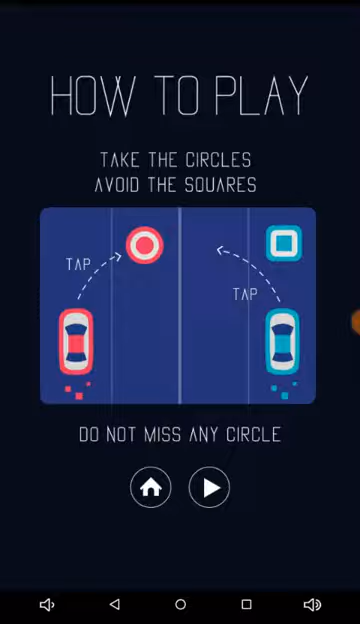 HOW TO PLAY
TAKE THE CIRCLES
AVOID THE SQUARES
TAP
TAP
DO NOT MISS ANY CIRCLE